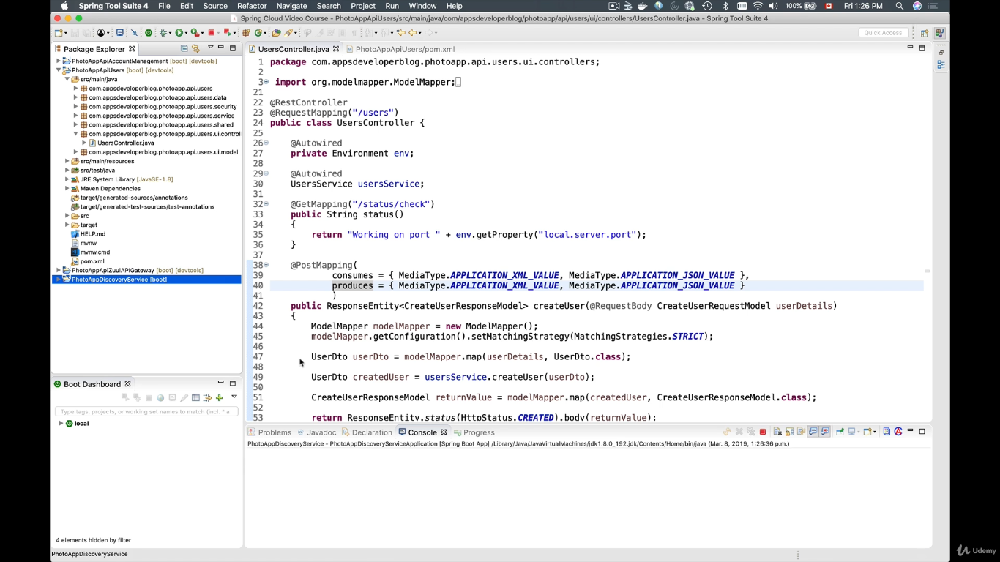 Spring Tool Suite 4 File Edit Source Refactor Navigate Search Project Run Window Help 100% Fri 1:26 PM
Spring Cloud Video Course - PhotoAppApiUsers/src/main/java/com/appsdeveloperblog/photoapp/api/users/ui/controllers/UsersController.java - Spring Tool Suite 4
Quick Access
Package Explorer
PhotoAppApiAccountManagement [boot] [devtools]
PhotoAppApiUsers [boot] [devtools]
src/main/java
com.appsdeveloperblog.photoapp.api.users
com.appsdeveloperblog.photoapp.api.users.data
com.appsdeveloperblog.photoapp.api.users.security
com.appsdeveloperblog.photoapp.api.users.service
com.appsdeveloperblog.photoapp.api.users.shared
com.appsdeveloperblog.photoapp.api.users.ui.control
UsersController.java
com.appsdeveloperblog.photoapp.api.users.ui.model
src/main/resources
src/test/java
JRE System Library [JavaSE-1.8]
Maven Dependencies
target/generated-sources/annotations
target/generated-test-sources/test-annotations
src
target
HELP.md
mvnw
mvnw.cmd
pom.xml
PhotoAppApiZuulAPIGateway [boot] [devtools]
PhotoAppDiscoveryService [boot]
Boot Dashboard
Type tags, projects, or working set names to match (incl. * a
local
4 elements hidden by filter
PhotoAppDiscoveryService
UsersController.java PhotoAppApiUsers/pom.xml
1 package com.appsdeveloperblog.photoapp.api.users.ui.controllers;
2
3 import org.modelmapper.ModelMapper;
21
22 @RestController
23 @RequestMapping("/users")
24 public class UsersController {
25
26 @Autowired
27 private Environment env;
28
29 @Autowired
30 UsersService usersService;
31
32 @GetMapping("/status/check")
33 public String status()
34 {
35 return "Working on port " + env.getProperty("local.server.port");
36 }
37
38 @PostMapping(
39 consumes = { MediaType.APPLICATION_XML_VALUE, MediaType.APPLICATION_JSON_VALUE },
40 produces = { MediaType.APPLICATION_XML_VALUE, MediaType.APPLICATION_JSON_VALUE }
41 )
42 public ResponseEntity<CreateUserResponseModel> createUser(@RequestBody CreateUserRequestModel userDetails)
43 {
44 ModelMapper modelMapper = new ModelMapper();
45 modelMapper.getConfiguration().setMatchingStrategy(MatchingStrategies.STRICT);
46
47 UserDto userDto = modelMapper.map(userDetails, UserDto.class);
48
49 UserDto createdUser = usersService.createUser(userDto);
50
51 CreateUserResponseModel returnValue = modelMapper.map(createdUser, CreateUserResponseModel.class);
52
53 return ResponseEntity.status(HttpStatus.CREATED).body(returnValue);
Problems Javadoc Declaration Console Progress
PhotoAppDiscoveryService - PhotoAppDiscoveryServiceApplication [Spring Boot App] /Library/Java/JavaVirtualMachines/jdk1.8.0_192.jdk/Contents/Home/bin/java (Mar. 8, 2019, 1:26:36 p.m.)
Udemy